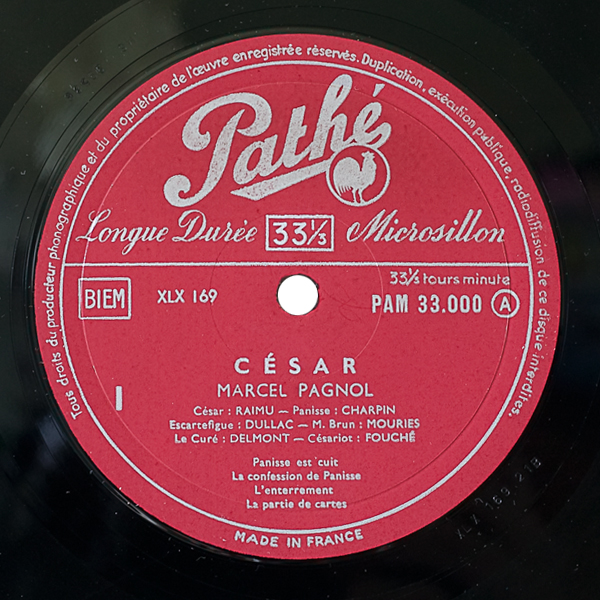 Tous droits du producteur phonographique et du propriétaire de l'œuvre enregistrée réservés. Duplication, exécution publique, radiodiffusion de ce disque interdites.
Pathé
Longue Durée 33⅓ Microsillon
33⅓ tours minute
BIEM XLX 169 PAM 33.000 A
CÉSAR
MARCEL PAGNOL
I
César : RAIMU — Panisse : CHARPIN
Escartefigue : DULLAC — M. Brun : MOURIES
Le Curé : DELMONT — Césariot : FOUCHÉ
Panisse est cuit
La confession de Panisse
L'enterrement
La partie de cartes
MADE IN FRANCE